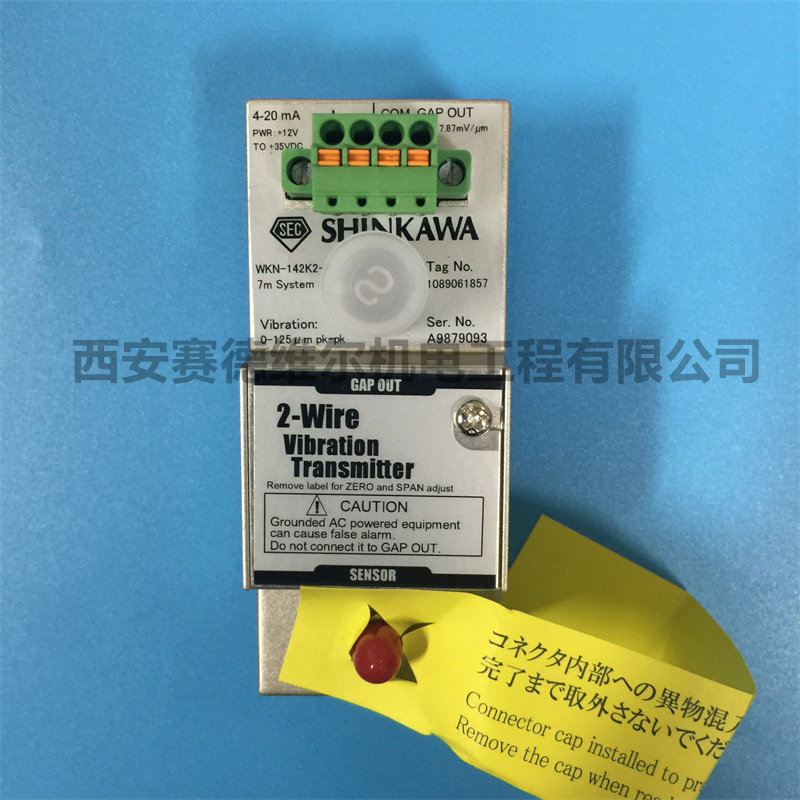 4-20 mA
COM GAP OUT
PWR: +12V
7.87mV/μm
TO +35VDC
SEC
SHINKAWA
WKN-142K2-
Tag No.
7m System
1089061857
Vibration:
Ser. No.
0-125μm pk-pk
A9879093
西安赛德维尔机电工程有限公司
GAP OUT
2-Wire
Vibration
Transmitter
Remove label for ZERO and SPAN adjust
CAUTION
Grounded AC powered equipment
can cause false alarm.
Do not connect it to GAP OUT.
SENSOR
コネクタ内部への異物混入
完了まで取外さないでくだ
Connector cap installed to
Remove the cap when